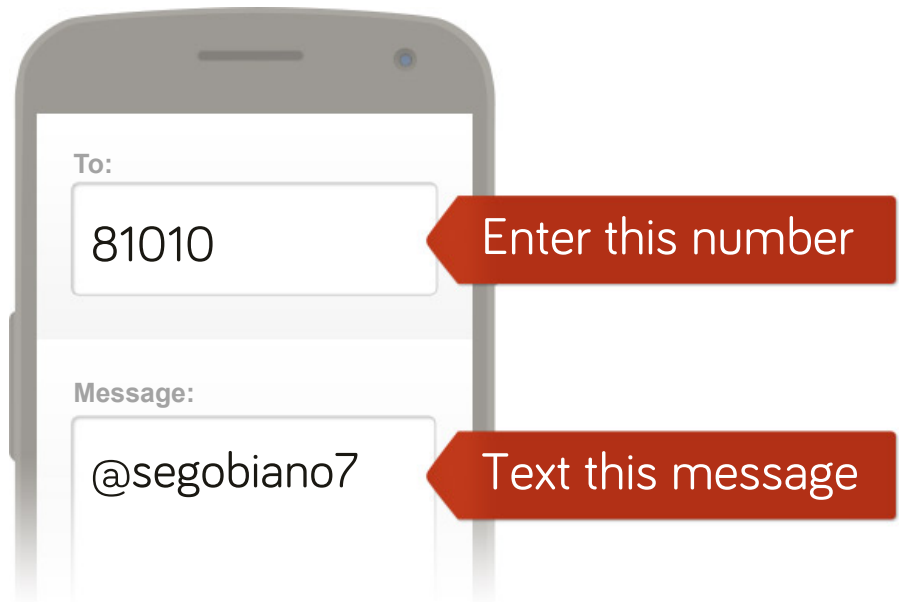 To:
81010
Enter this number
Message:
@segobiano7
Text this message